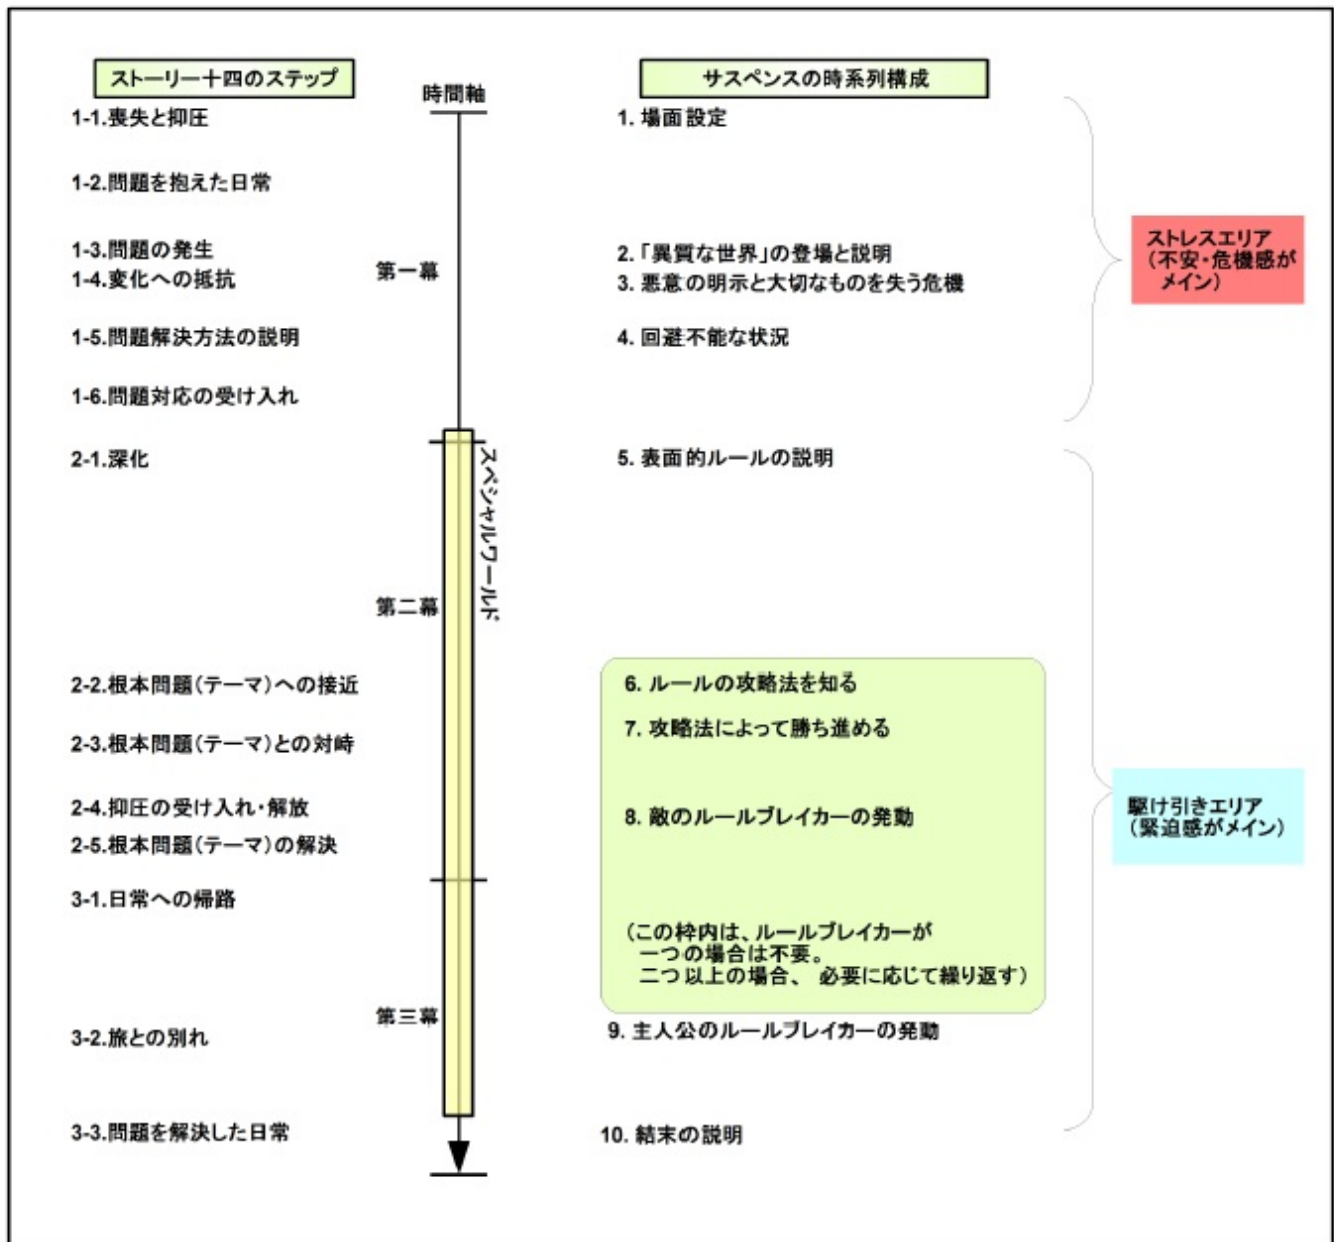 ストーリー十四のステップ
時間軸
サスペンスの時系列構成
1-1.喪失と抑圧
1-2.問題を抱えた日常
1-3.問題の発生
1-4.変化への抵抗
1-5.問題解決方法の説明
1-6.問題対応の受け入れ
2-1.深化
2-2.根本問題(テーマ)への接近
2-3.根本問題(テーマ)との対峙
2-4.抑圧の受け入れ・解放
2-5.根本問題(テーマ)の解決
3-1.日常への帰路
3-2.旅との別れ
3-3.問題を解決した日常
第一幕
第二幕
第三幕
スペシャルワールド
1. 場面設定
2.「異質な世界」の登場と説明
3. 悪意の明示と大切なものを失う危機
4. 回避不能な状況
5. 表面的ルールの説明
6. ルールの攻略法を知る
7. 攻略法によって勝ち進める
8. 敵のルールブレイカーの発動
(この枠内は、ルールブレイカーが
一つの場合は不要。
二つ以上の場合、 必要に応じて繰り返す)
9. 主人公のルールブレイカーの発動
10. 結末の説明
ストレスエリア
(不安・危機感が
メイン)
駆け引きエリア
(緊迫感がメイン)